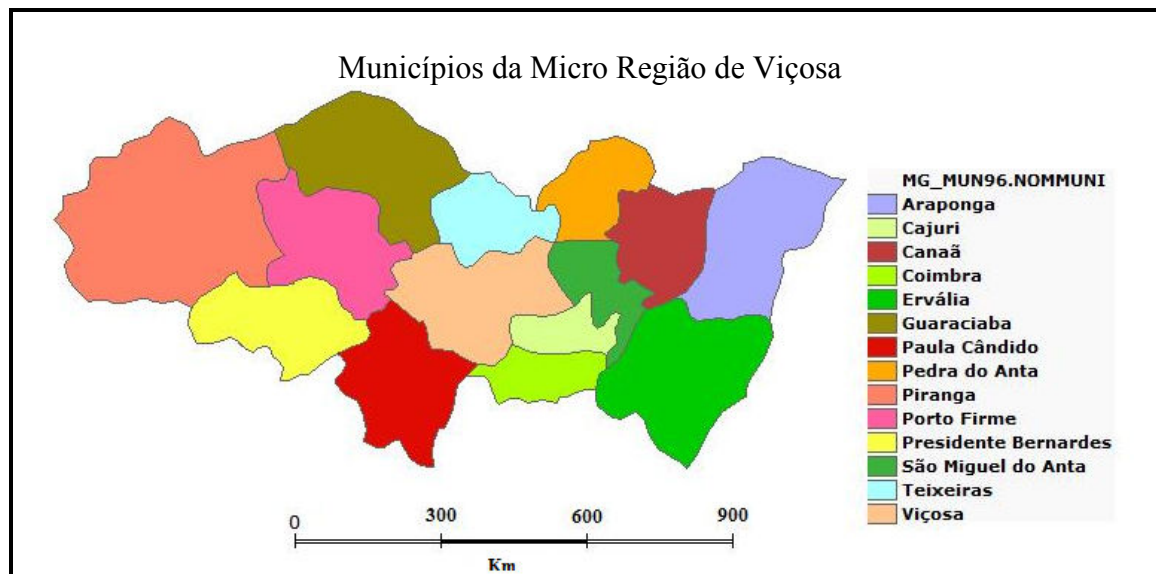 Municípios da Micro Região de Viçosa
MG_MUN96.NOMMUNI
Araponga
Cajuri
Canaã
Coimbra
Ervália
Guaraciaba
Paula Cândido
Pedra do Anta
Piranga
Porto Firme
Presidente Bernardes
São Miguel do Anta
Teixeiras
Viçosa
0 300 600 900
Km